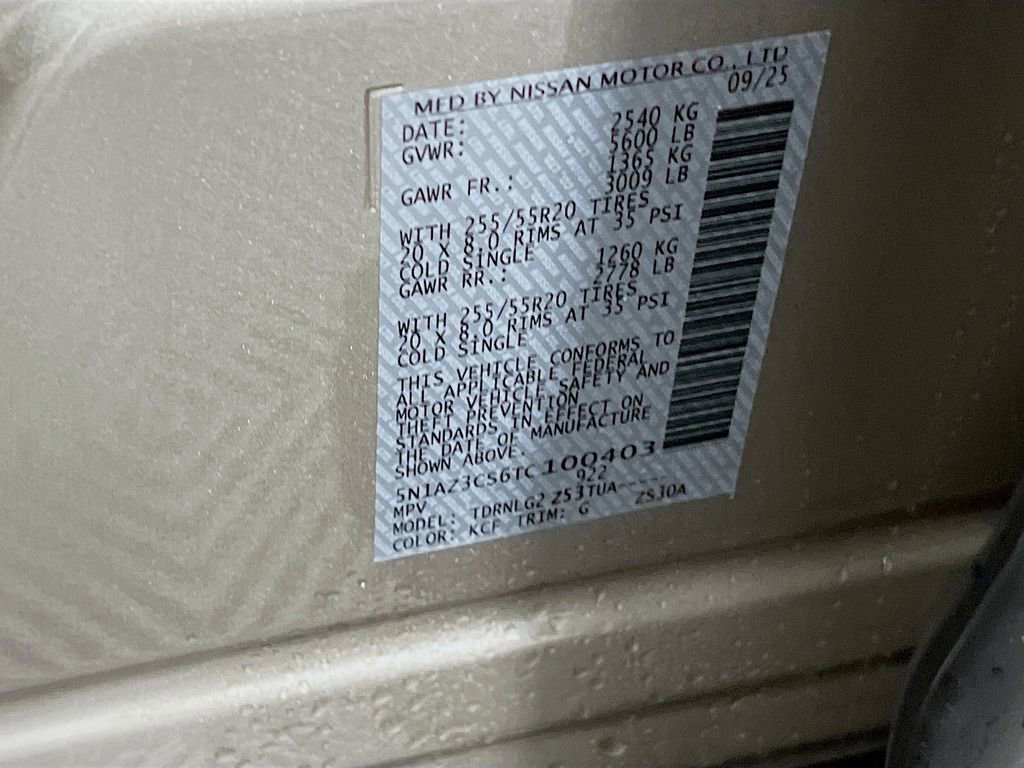 MFD BY NISSAN MOTOR CO., LTD
DATE: 09/25
GVWR: 2540 KG
5600 LB
GAWR FR.: 1365 KG
3009 LB
WITH 255/55R20 TIRES
20 X 8.0 RIMS AT 35 PSI
COLD SINGLE
GAWR RR.: 1260 KG
2778 LB
WITH 255/55R20 TIRES
20 X 8.0 RIMS AT 35 PSI
COLD SINGLE
THIS VEHICLE CONFORMS TO
ALL APPLICABLE FEDERAL
MOTOR VEHICLE SAFETY AND
THEFT PREVENTION
STANDARDS IN EFFECT ON
THE DATE OF MANUFACTURE
SHOWN ABOVE.
5N1AZ3CS6TC100403
MPV 922
MODEL: TDRNLG2 Z53TUA-----
COLOR: KCF TRIM: G ZS30A